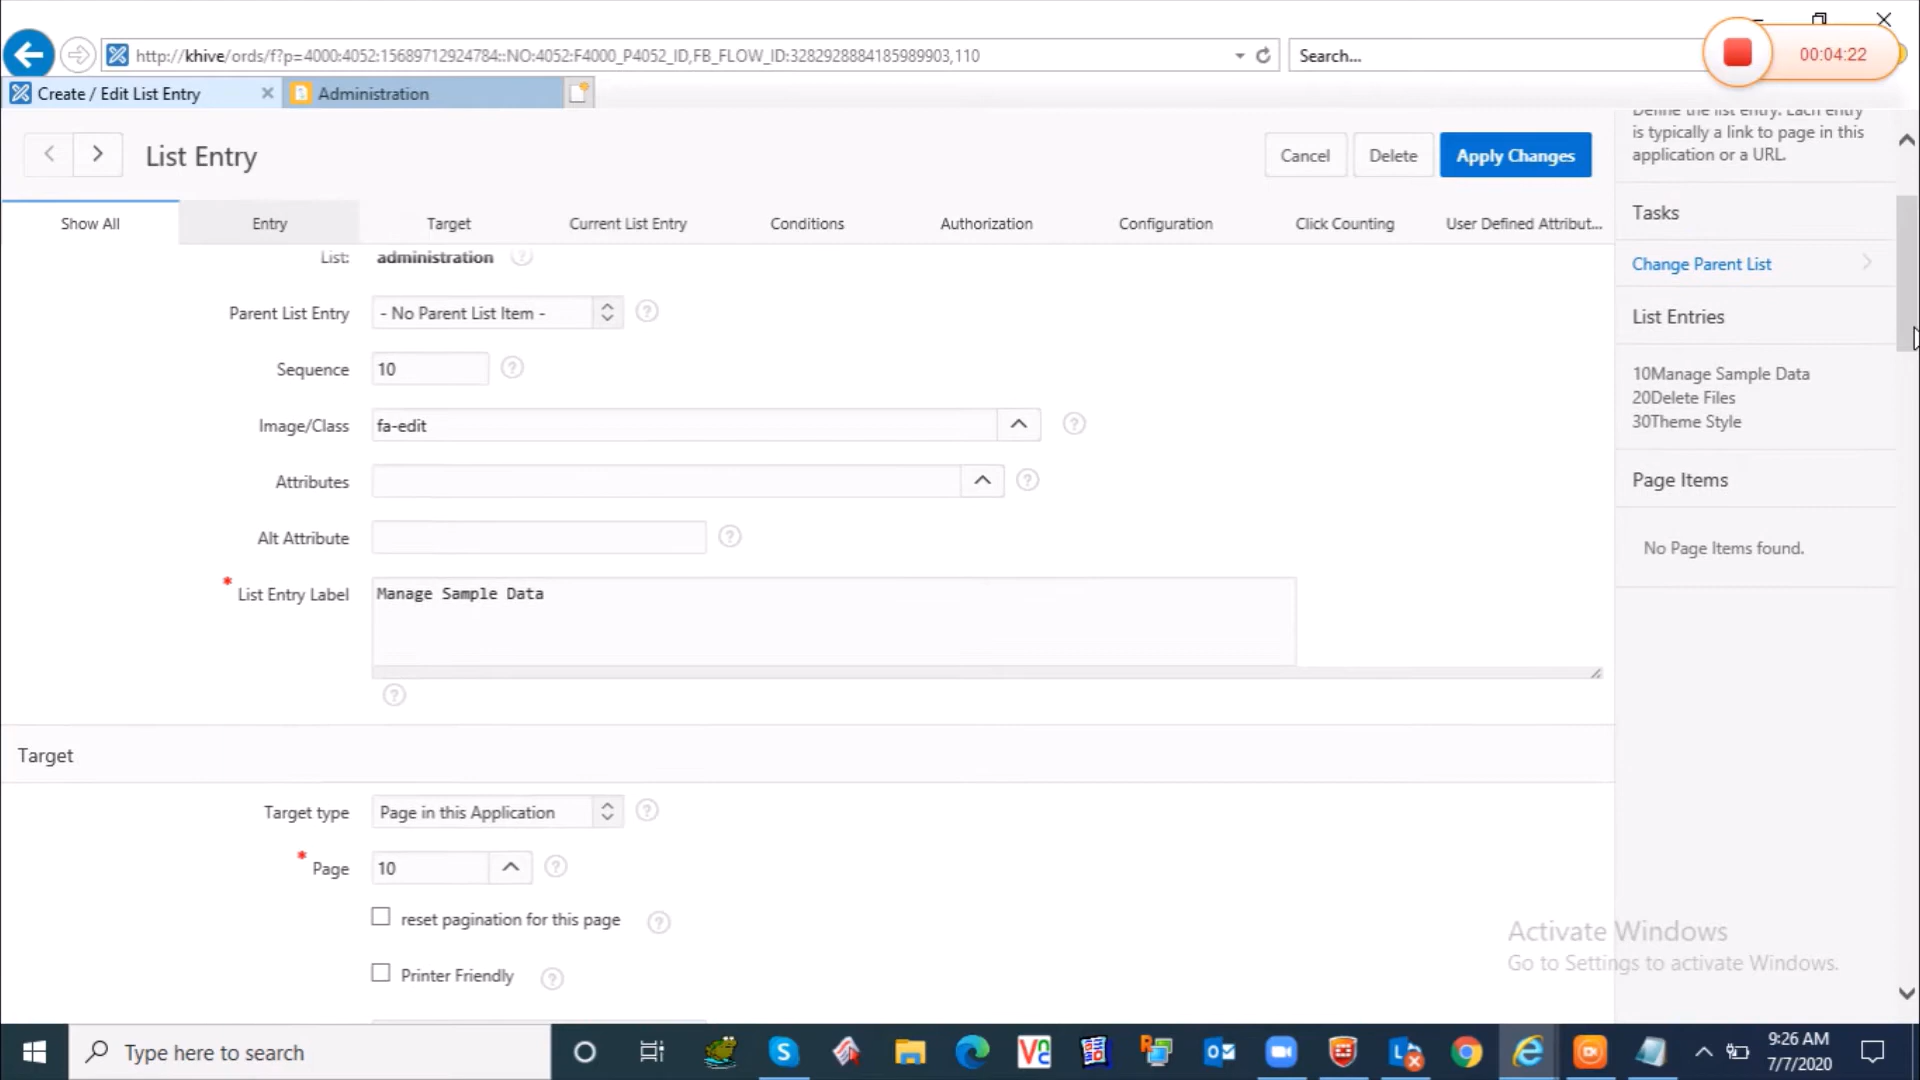 http://khive/ords/f?p=4000:4052:15689712924784::NO:4052:F4000_P4052_ID,FB_FLOW_ID:3282928884185989903,110
Search...
00:04:22
Create / Edit List Entry
Administration
List Entry
Cancel
Delete
Apply Changes
Define the list entry. Each entry
is typically a link to page in this
application or a URL.
Show All
Entry
Target
Current List Entry
Conditions
Authorization
Configuration
Click Counting
User Defined Attribut...
Tasks
Change Parent List
List Entries
10Manage Sample Data
20Delete Files
30Theme Style
Page Items
No Page Items found.
List: administration
Parent List Entry - No Parent List Item -
Sequence 10
Image/Class fa-edit
Attributes
Alt Attribute
* List Entry Label Manage Sample Data
Target
Target type Page in this Application
* Page 10
reset pagination for this page
Printer Friendly
Activate Windows
Go to Settings to activate Windows.
Type here to search
9:26 AM
7/7/2020